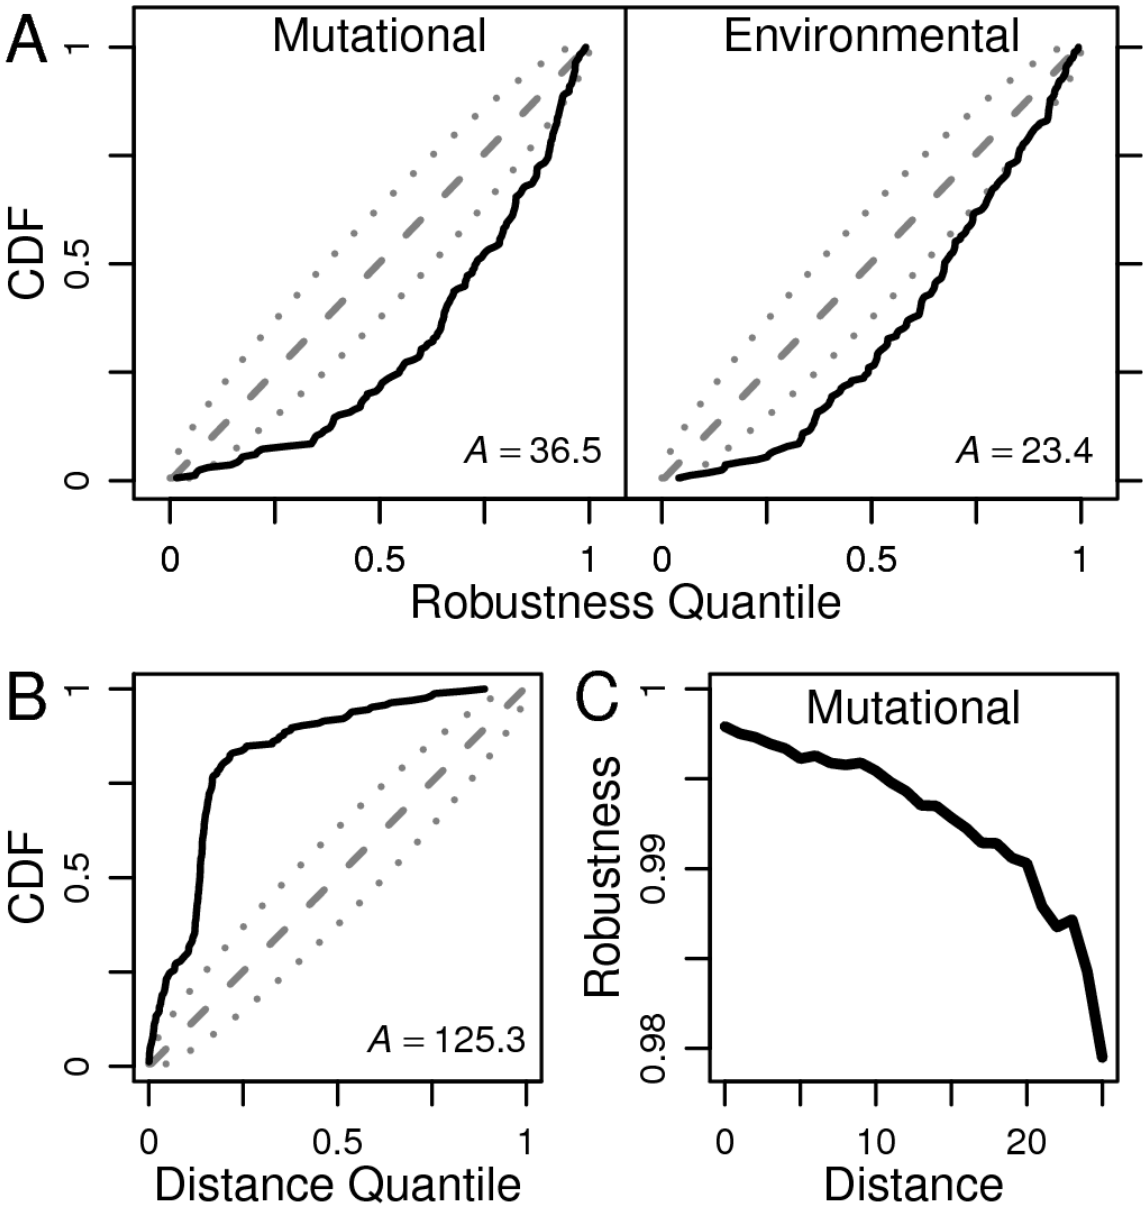 A
Mutational
Environmental
CDF
1
0.5
0
A = 36.5
A = 23.4
0 0.5 1 0 0.5 1
Robustness Quantile
B
CDF
1
0.5
0
A = 125.3
0 0.5 1
Distance Quantile
C
Mutational
Robustness
1
0.99
0.98
0 10 20
Distance